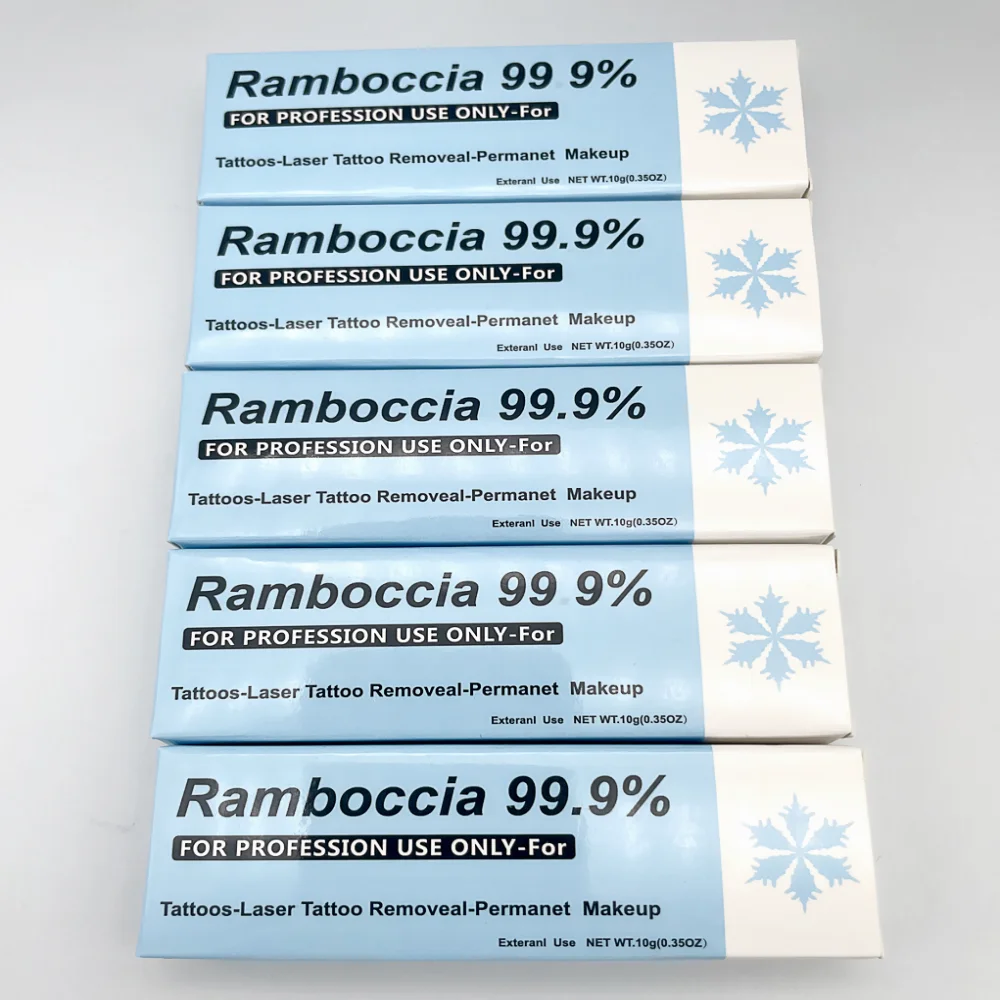 Ramboccia 99 9%
FOR PROFESSION USE ONLY-For
Tattoos-Laser Tattoo Removeal-Permanet Makeup
Exteranl Use NET WT.10g(0.35OZ)
Ramboccia 99.9%
FOR PROFESSION USE ONLY-For
Tattoos-Laser Tattoo Removeal-Permanet Makeup
Exteranl Use NET WT.10g(0.35OZ)
Ramboccia 99.9%
FOR PROFESSION USE ONLY-For
Tattoos-Laser Tattoo Removeal-Permanet Makeup
Exteranl Use NET WT.10g(0.35OZ)
Ramboccia 99 9%
FOR PROFESSION USE ONLY-For
Tattoos-Laser Tattoo Removeal-Permanet Makeup
Exteranl Use NET WT.10g(0.35OZ)
Ramboccia 99.9%
FOR PROFESSION USE ONLY-For
Tattoos-Laser Tattoo Removeal-Permanet Makeup
Exteranl Use NET WT.10g(0.35OZ)